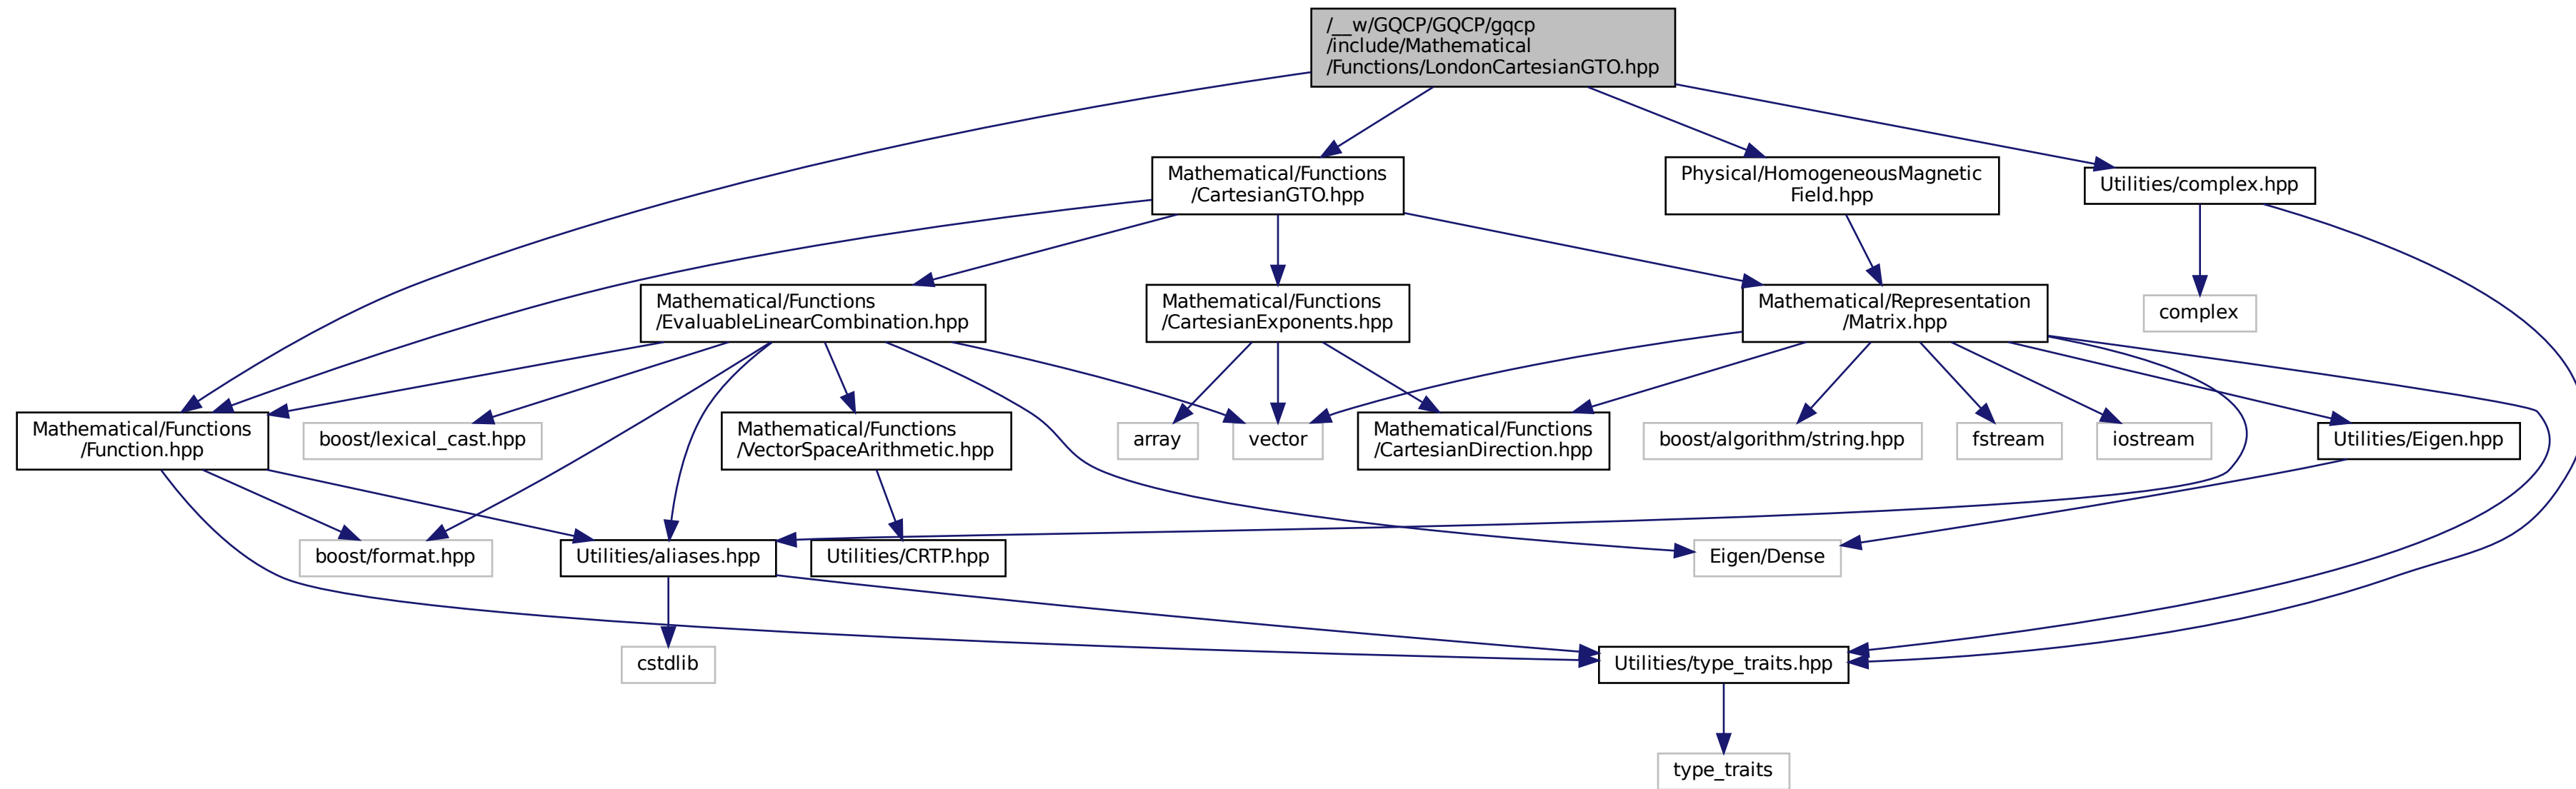 /__w/GQCP/GQCP/gqcp
/include/Mathematical
/Functions/LondonCartesianGTO.hpp
Mathematical/Functions
/CartesianGTO.hpp
Physical/HomogeneousMagnetic
Field.hpp
Utilities/complex.hpp
Mathematical/Functions
/EvaluableLinearCombination.hpp
Mathematical/Functions
/CartesianExponents.hpp
Mathematical/Representation
/Matrix.hpp
complex
Mathematical/Functions
/Function.hpp
boost/lexical_cast.hpp
Mathematical/Functions
/VectorSpaceArithmetic.hpp
array
vector
Mathematical/Functions
/CartesianDirection.hpp
boost/algorithm/string.hpp
fstream
iostream
Utilities/Eigen.hpp
boost/format.hpp
Utilities/aliases.hpp
Utilities/CRTP.hpp
Eigen/Dense
cstdlib
Utilities/type_traits.hpp
type_traits